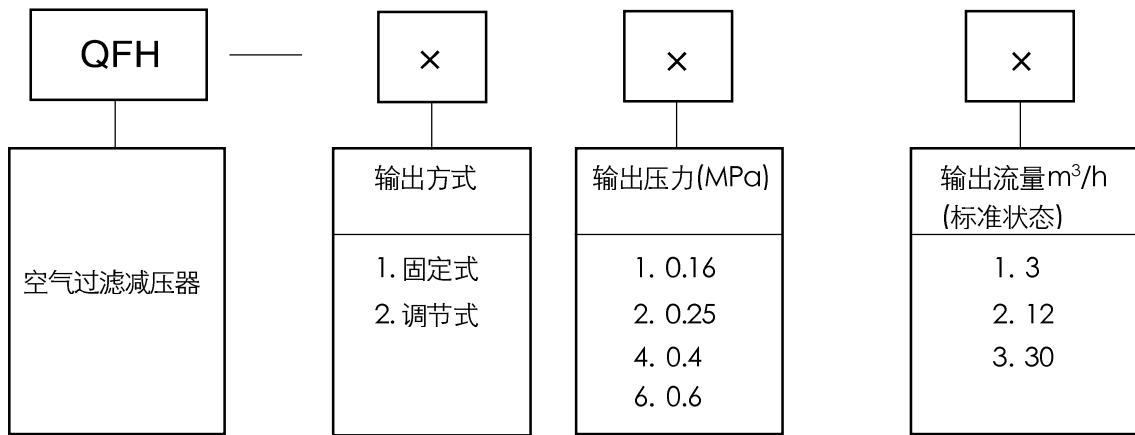 QFH — × × ×
空气过滤减压器
输出方式
1. 固定式
2. 调节式
输出压力(MPa)
1. 0.16
2. 0.25
4. 0.4
6. 0.6
输出流量m³/h
(标准状态)
1. 3
2. 12
3. 30